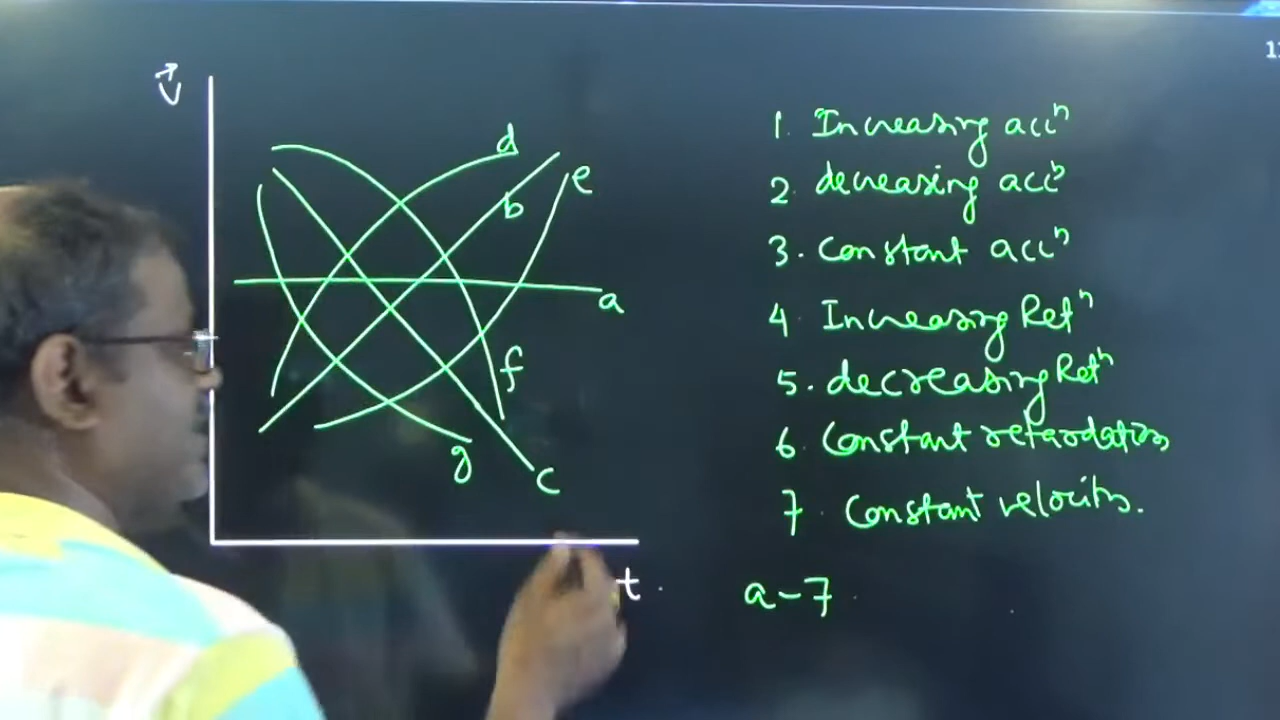 v⃗
d
e
b
a
f
g
c
t
1. Increasing accⁿ
2 decreasing accⁿ
3. Constant accⁿ
4 Increasing Retⁿ
5. decreasing Retⁿ
6. Constant retardation
7. Constant velocity.
a-7